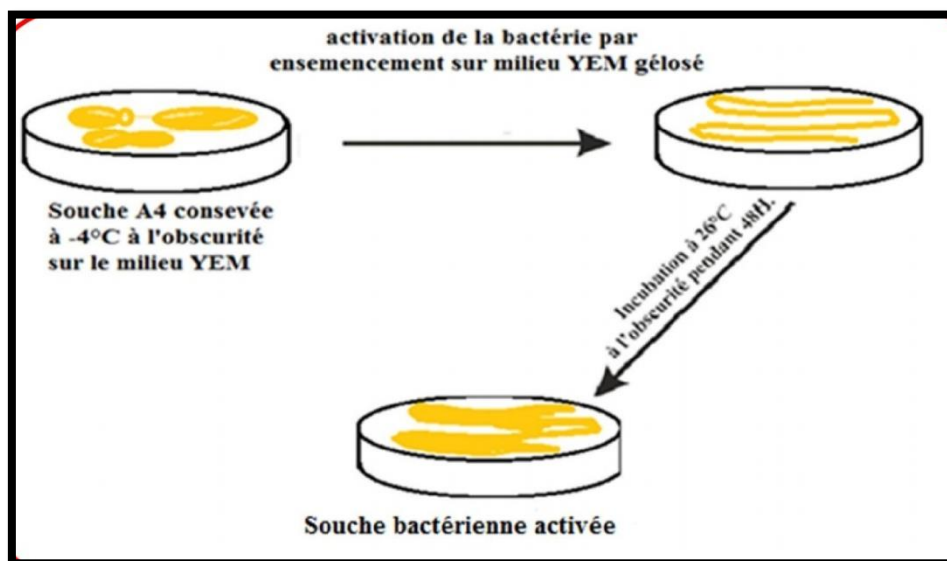 activation de la bactérie par
ensemencement sur milieu YEM gélosé
Souche A4 consevée
à -4°C à l'obscurité
sur le milieu YEM
Incubation à 26°C
à l'obscurité pendant 48H.
Souche bactérienne activée